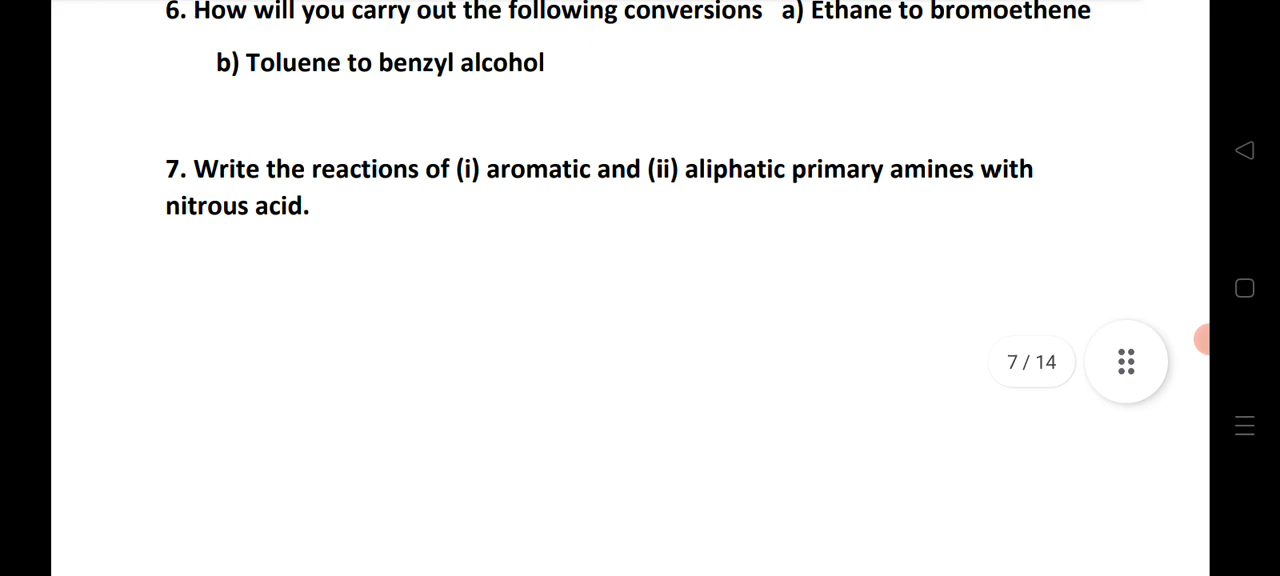 6. How will you carry out the following conversions   a) Ethane to bromoethene
b) Toluene to benzyl alcohol
7. Write the reactions of (i) aromatic and (ii) aliphatic primary amines with
nitrous acid.
7 / 14